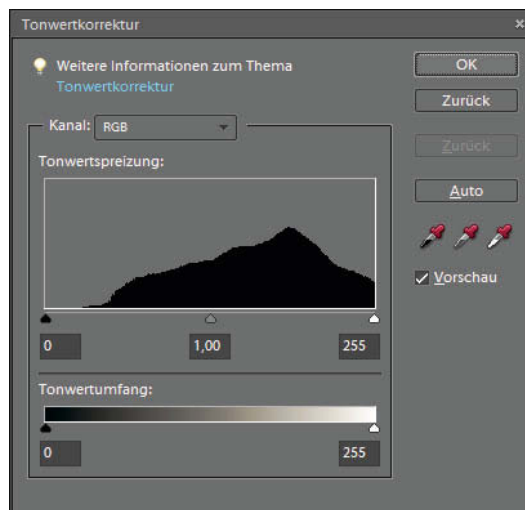 Tonwertkorrektur
Weitere Informationen zum Thema
Tonwertkorrektur
Kanal: RGB
Tonwertspreizung:
0 1,00 255
Tonwertumfang:
0 255
OK
Zurück
Zurück
Auto
Vorschau